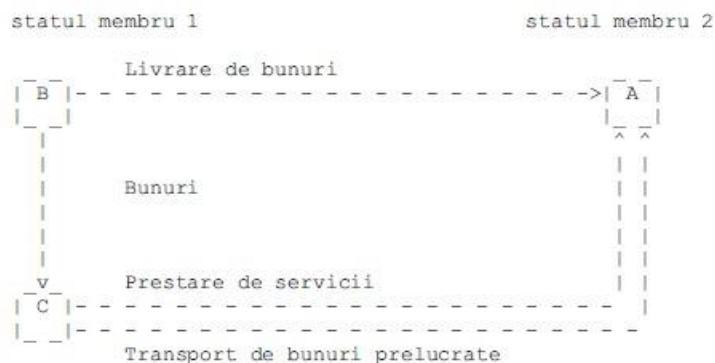 statul membru 1 statul membru 2
Livrare de bunuri
B A
Bunuri
Prestare de servicii
C
Transport de bunuri prelucrate